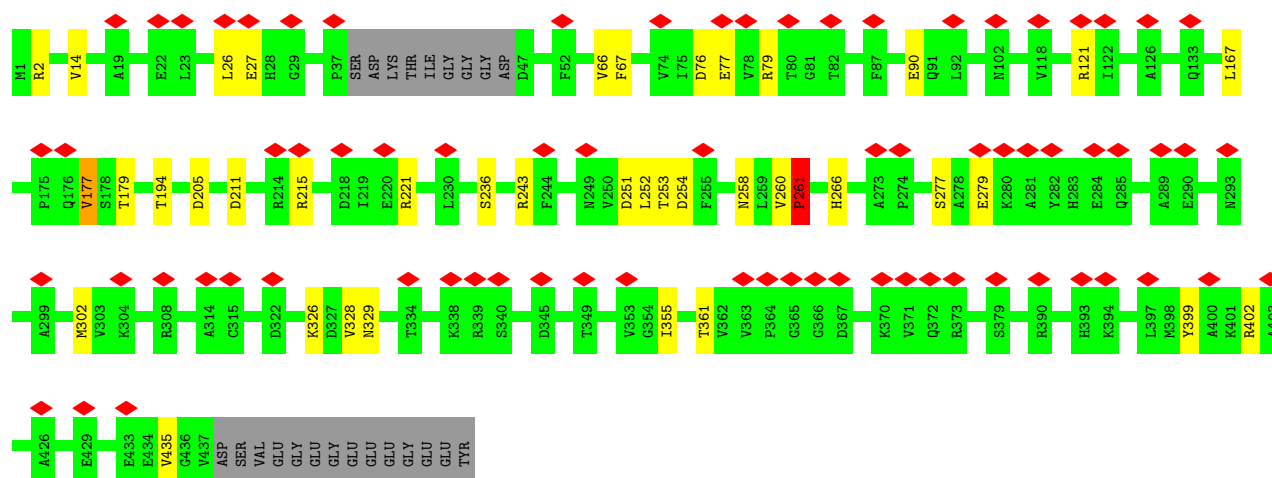 M1 R2 V14 A19 E22 L23 L26 E27 H28 G29 P37 SER ASP LYS THR ILE GLY GLY GLY ASP D47 F52 V66 F67 V74 I75 D76 E77 V78 R79 T80 G81 T82 F87 E90 Q91 L92 N102 V118 R121 I122 A126 Q133 L167
P175 Q176 V177 S178 T179 T194 D205 D211 R214 R215 D218 I219 E220 R221 L230 S236 R243 F244 N249 V250 D251 L252 T253 D254 F255 N258 L259 V260 P261 H266 A273 P274 S277 A278 E279 K280 A281 Y282 H283 E284 Q285 A289 E290 N293
A299 M302 V303 K304 R308 A314 C315 D322 K326 D327 V328 N329 T334 K338 R339 S340 D345 T349 V353 G354 I355 T361 V362 V363 P364 G365 G366 D367 K370 V371 Q372 R373 S379 R390 H393 K394 L397 M398 Y399 A400 K401 R402
A426 E429 E433 E434 V435 G436 V437 ASP SER VAL GLU GLY GLU GLY GLU GLU GLU GLY GLU GLU TYR